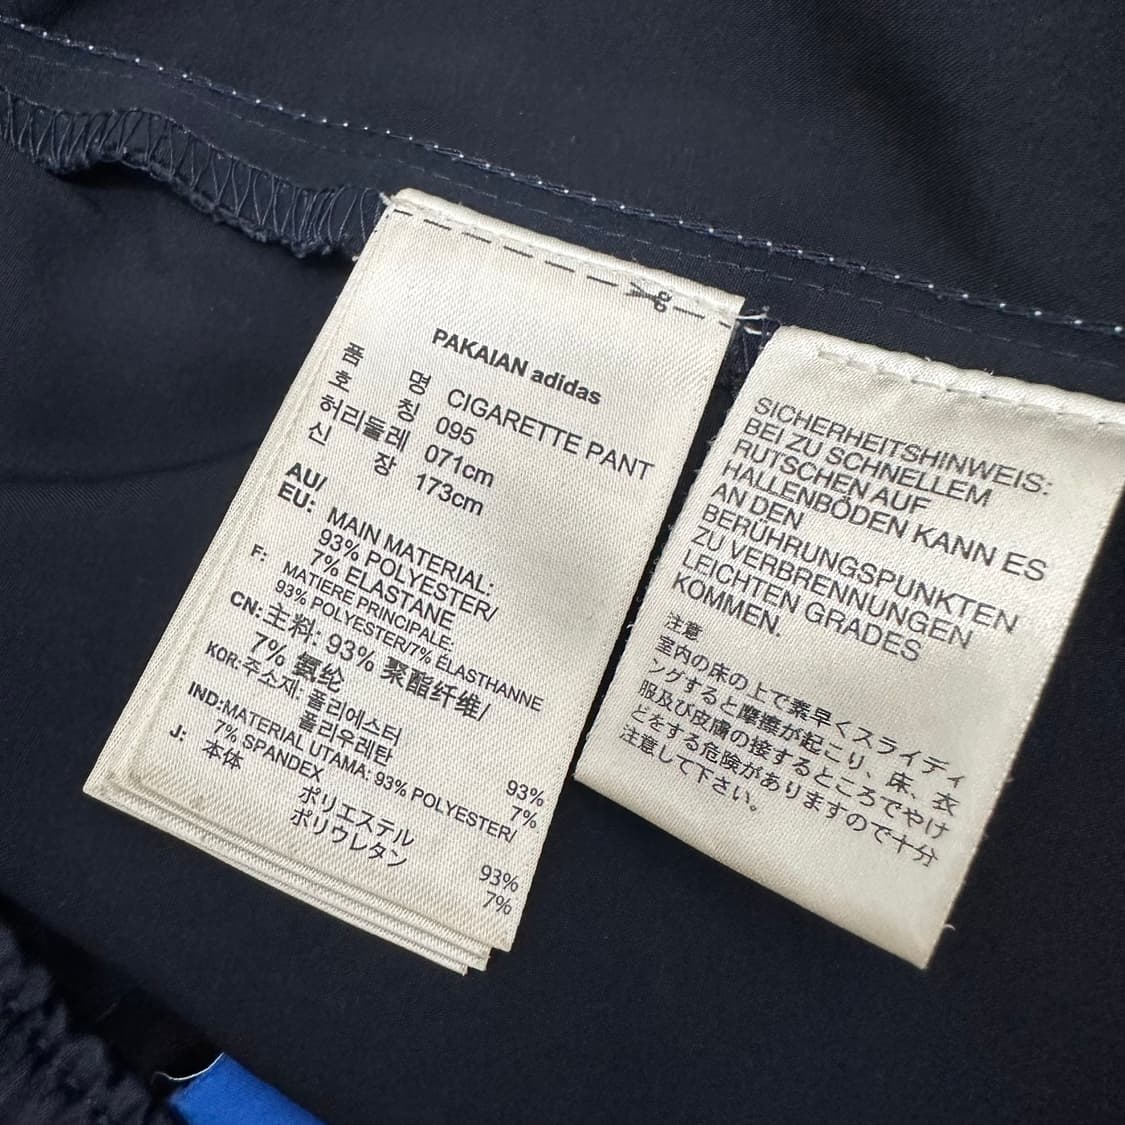 PAKAIAN adidas
품 명 CIGARETTE PANT
호 칭 095
허리둘레 071cm
신 장 173cm
AU/
EU: MAIN MATERIAL:
93% POLYESTER/
7% ELASTANE
F: MATIÈRE PRINCIPALE:
93% POLYESTER/7% ÉLASTHANNE
CN: 主料: 93% 聚酯纤维/
7% 氨纶
KOR: 주소재: 폴리에스터 93%
폴리우레탄 7%
IND:MATERIAL UTAMA: 93% POLYESTER/
7% SPANDEX
J: 本体
ポリエステル 93%
ポリウレタン 7%
SICHERHEITSHINWEIS:
BEI ZU SCHNELLEM
RUTSCHEN AUF
HALLENBÖDEN KANN ES
AN DEN
BERÜHRUNGSPUNKTEN
ZU VERBRENNUNGEN
LEICHTEN GRADES
KOMMEN.
注意
室内の床の上で素早くスライディ
ングすると摩擦が起こり、床、衣
服及び皮膚の接するところでやけ
どをする危険がありますので十分
注意して下さい。